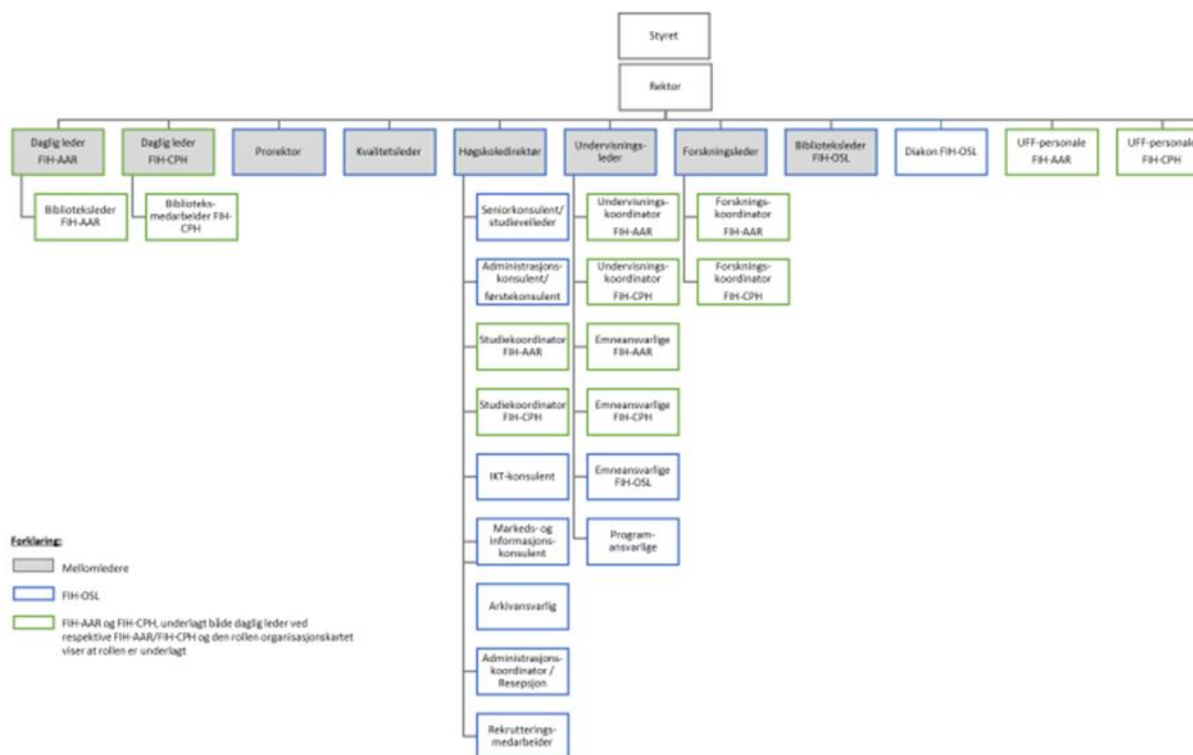 Styret
Rektor
Daglig leder
FIH-AAR
Daglig leder
FIH-CPH
Prorektor
Kvalitetsleder
Høgskoledirektør
Undervisnings-
leder
Forskningsleder
Biblioteksleder
FIH-OSL
Diakon FIH-OSL
UFF-personale
FIH-AAR
UFF-personale
FIH-CPH
Biblioteksleder
FIH-AAR
Biblioteks-
medarbeider FIH-
CPH
Seniorkonsulent/
studieveileder
Administrasjons-
konsulent/
førstekonsulent
Studiekoordinator
FIH-AAR
Studiekoordinator
FIH-CPH
IKT-konsulent
Markeds- og
informasjons-
konsulent
Arkivansvarlig
Administrasjons-
koordinator /
Resepsjon
Rekrutterings-
medarbeider
Undervisnings-
koordinator
FIH-AAR
Undervisnings-
koordinator
FIH-CPH
Emneansvarlige
FIH-AAR
Emneansvarlige
FIH-CPH
Emneansvarlige
FIH-OSL
Program-
ansvarlige
Forsknings-
koordinator
FIH-AAR
Forsknings-
koordinator
FIH-CPH
Forklaring:
Mellomledere
FIH-OSL
FIH-AAR og FIH-CPH, underlagt både daglig leder ved
respektive FIH-AAR/FIH-CPH og den rollen organisasjonskartet
viser at rollen er underlagt